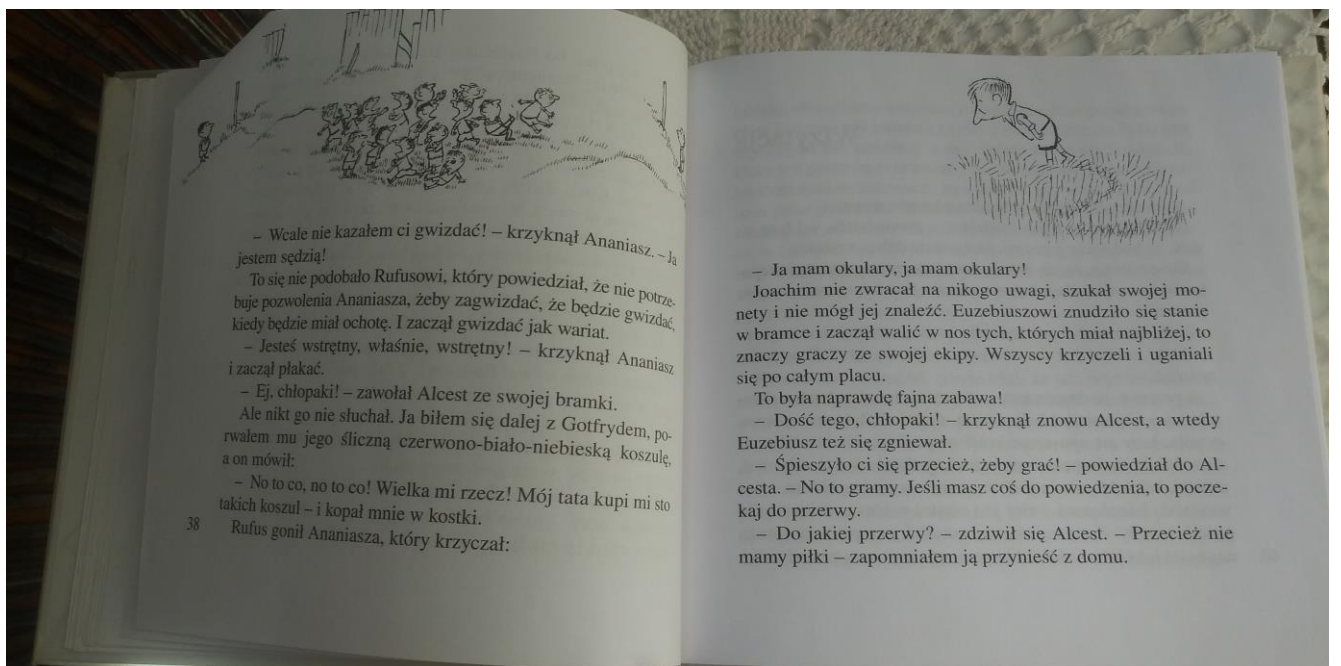 – Wcale nie kazałem ci gwizdać! – krzyknął Ananiasz. – Ja
jestem sędzią!
To się nie podobało Rufusowi, który powiedział, że nie potrze-
buje pozwolenia Ananiasza, żeby zagwizdać, że będzie gwizdać,
kiedy będzie miał ochotę. I zaczął gwizdać jak wariat.
– Jesteś wstrętny, właśnie, wstrętny! – krzyknął Ananiasz
i zaczął płakać.
– Ej, chłopaki! – zawołał Alcest ze swojej bramki.
Ale nikt go nie słuchał. Ja biłem się dalej z Gotfrydem, po-
rwałem mu jego śliczną czerwono-biało-niebieską koszulę,
a on mówił:
– No to co, no to co! Wielka mi rzecz! Mój tata kupi mi sto
takich koszul – i kopał mnie w kostki.
38 Rufus gonił Ananiasza, który krzyczał:
– Ja mam okulary, ja mam okulary!
Joachim nie zwracał na nikogo uwagi, szukał swojej mo-
nety i nie mógł jej znaleźć. Euzebiuszowi znudziło się stanie
w bramce i zaczął walić w nos tych, których miał najbliżej, to
znaczy graczy ze swojej ekipy. Wszyscy krzyczeli i uganiali
się po całym placu.
To była naprawdę fajna zabawa!
– Dość tego, chłopaki! – krzyknął znowu Alcest, a wtedy
Euzebiusz też się zgniewał.
– Śpieszyło ci się przecież, żeby grać! – powiedział do Al-
cesta. – No to gramy. Jeśli masz coś do powiedzenia, to pocze-
kaj do przerwy.
– Do jakiej przerwy? – zdziwił się Alcest. – Przecież nie
mamy piłki – zapomniałem ją przynieść z domu.